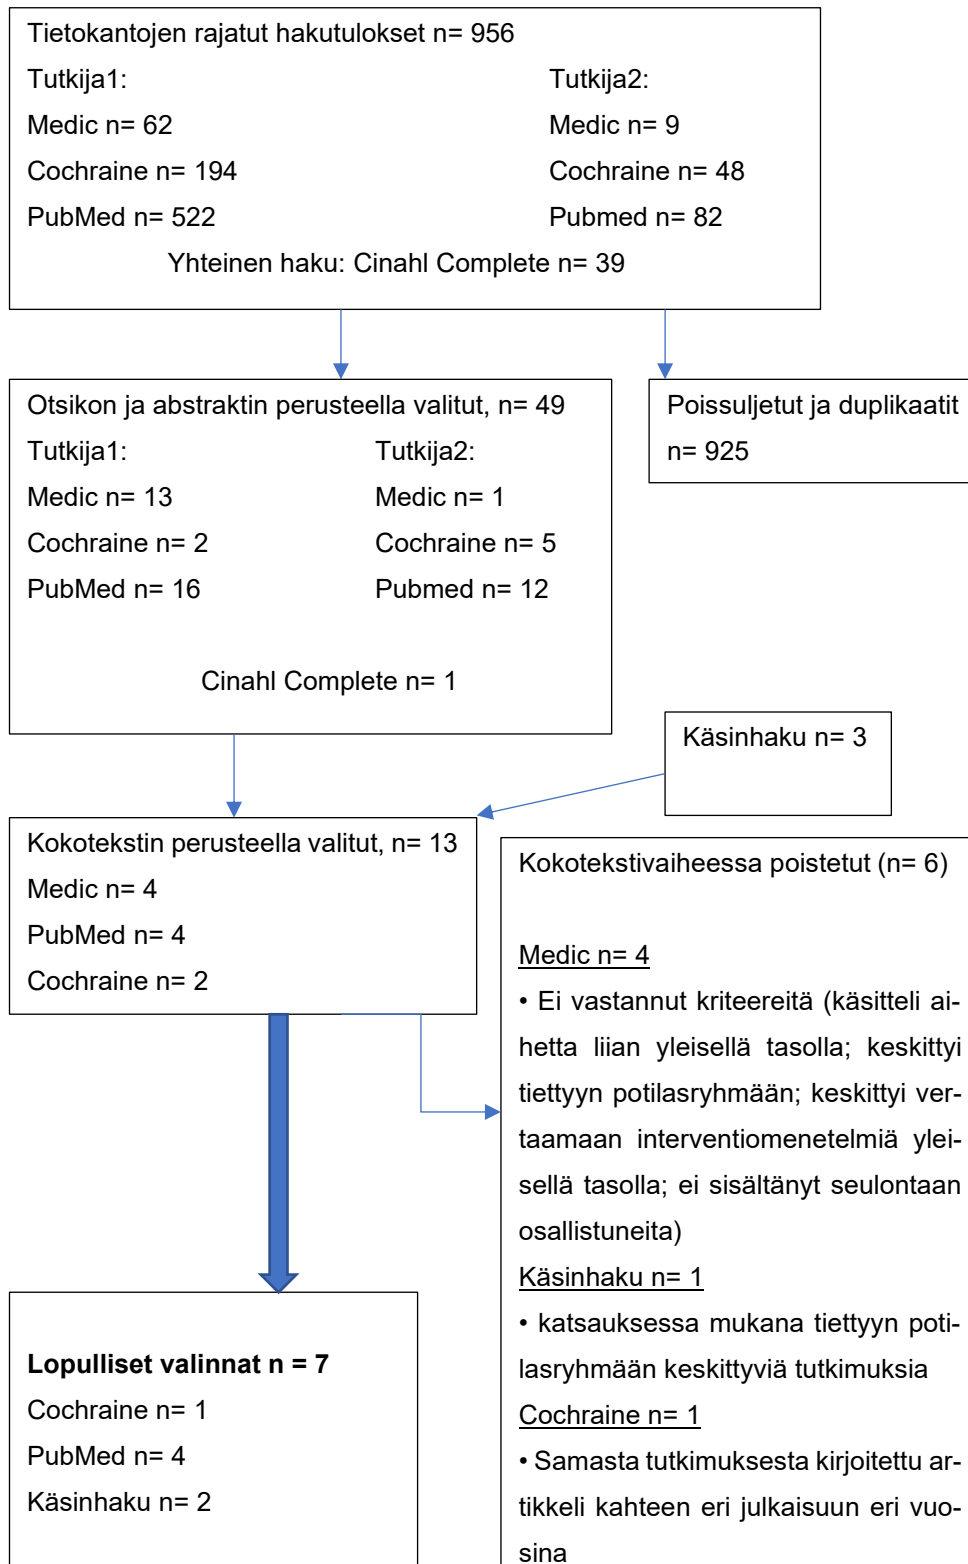 Tietokantojen rajatut hakutulokset n= 956
Tutkija1: Tutkija2:
Medic n= 62 Medic n= 9
Cochraine n= 194 Cochraine n= 48
PubMed n= 522 Pubmed n= 82
Yhteinen haku: Cinahl Complete n= 39
Otsikon ja abstraktin perusteella valitut, n= 49
Tutkija1: Tutkija2:
Medic n= 13 Medic n= 1
Cochraine n= 2 Cochraine n= 5
PubMed n= 16 Pubmed n= 12
Cinahl Complete n= 1
Poissuljetut ja duplikaatit
n= 925
Käsinhaku n= 3
Kokotekstin perusteella valitut, n= 13
Medic n= 4
PubMed n= 4
Cochraine n= 2
Kokotekstivaiheessa poistetut (n= 6)
Medic n= 4
• Ei vastannut kriteereitä (käsitteli ai-
hetta liian yleisellä tasolla; keskittyi
tiettyyn potilasryhmään; keskittyi ver-
taamaan interventiomenetelmiä ylei-
sellä tasolla; ei sisältänyt seulontaan
osallistuneita)
Käsinhaku n= 1
• katsauksessa mukana tiettyyn poti-
lasryhmään keskittyviä tutkimuksia
Cochraine n= 1
• Samasta tutkimuksesta kirjoitettu ar-
tikkeli kahteen eri julkaisuun eri vuo-
sina
Lopulliset valinnat n = 7
Cochraine n= 1
PubMed n= 4
Käsinhaku n= 2